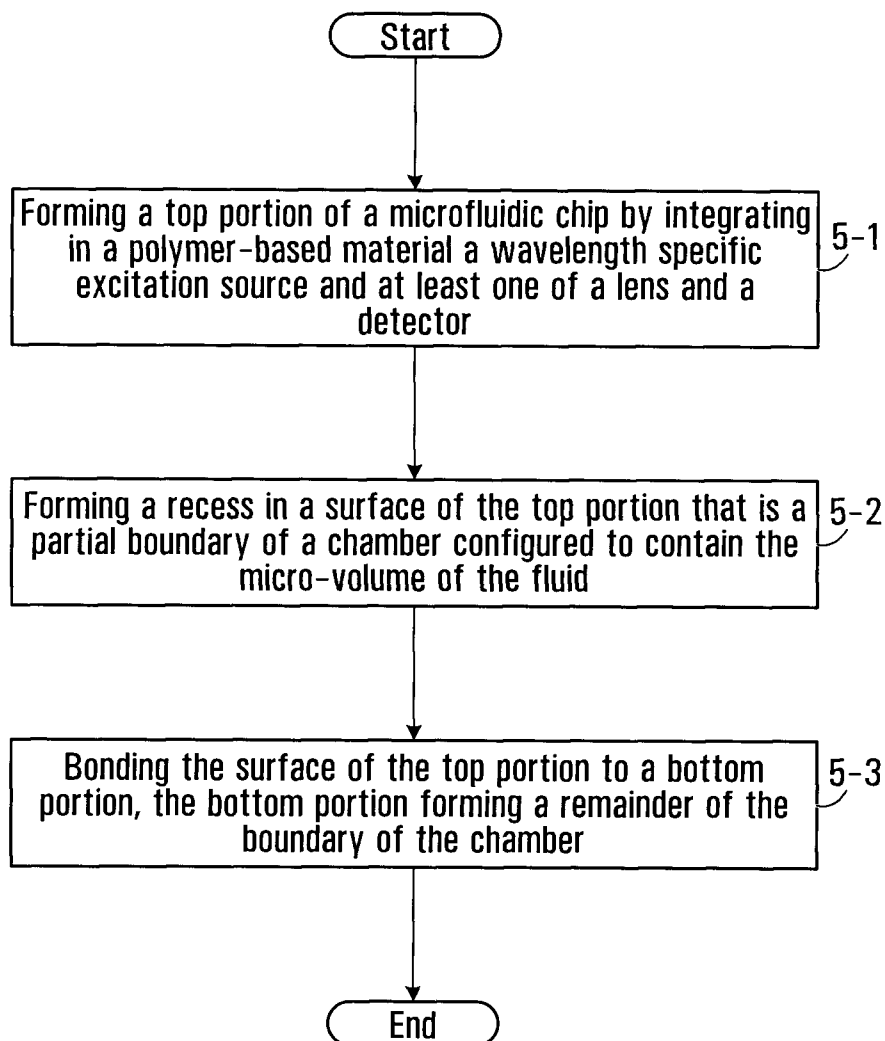 Start
Forming a top portion of a microfluidic chip by integrating
in a polymer-based material a wavelength specific
excitation source and at least one of a lens and a
detector
5-1
Forming a recess in a surface of the top portion that is a
partial boundary of a chamber configured to contain the
micro-volume of the fluid
5-2
Bonding the surface of the top portion to a bottom
portion, the bottom portion forming a remainder of the
boundary of the chamber
5-3
End